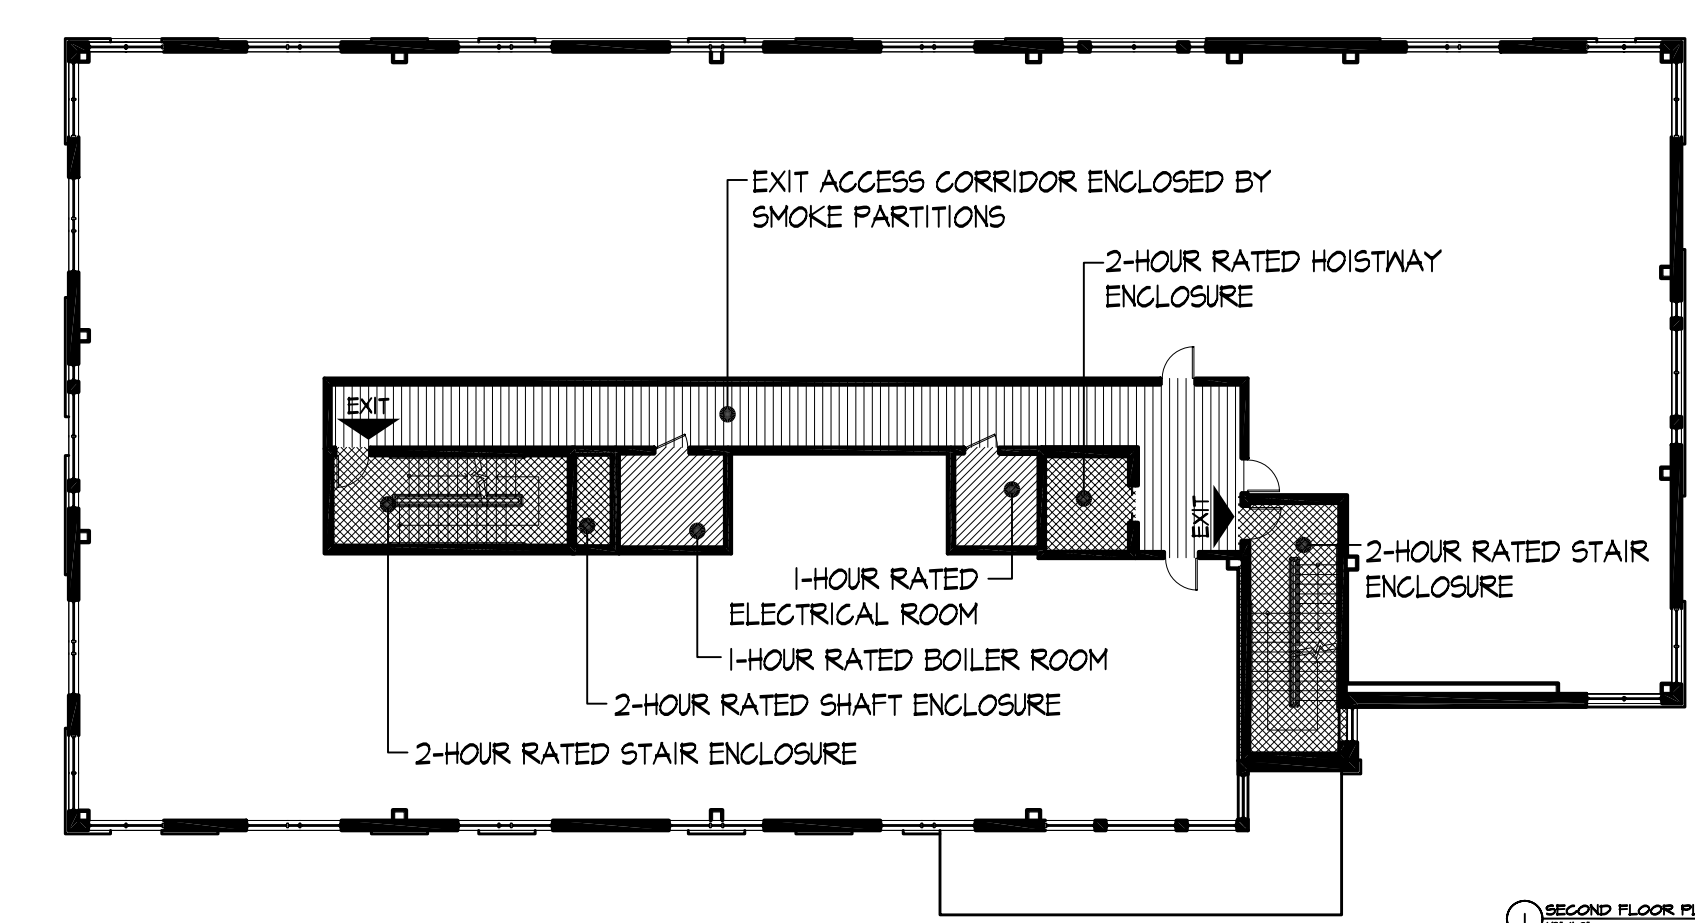 EXIT ACCESS CORRIDOR ENCLOSED BY
SMOKE PARTITIONS
2-HOUR RATED HOISTWAY
ENCLOSURE
EXIT
EXIT
2-HOUR RATED STAIR
ENCLOSURE
1-HOUR RATED
ELECTRICAL ROOM
1-HOUR RATED BOILER ROOM
2-HOUR RATED SHAFT ENCLOSURE
2-HOUR RATED STAIR ENCLOSURE
1
SECOND FLOOR